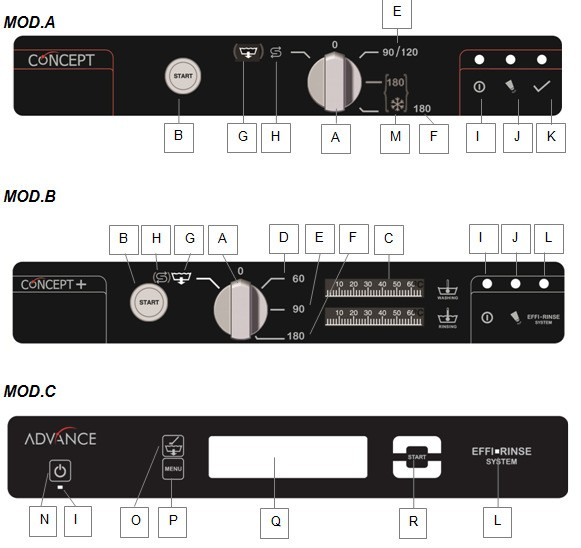 MOD.A
E
CONCEPT
START
0
90/120
180
180
B
G
H
A
M
F
I
J
K
MOD.B
B
H
G
A
D
E
F
C
I
J
L
CONCEPT+
START
0
60
90
180
10 20 30 40 50 60
WASHING
10 20 30 40 50 60
RINSING
EFFI-RINSE
SYSTEM
MOD.C
ADVANCE
MENU
START
EFFI RINSE
SYSTEM
N
I
O
P
Q
R
L